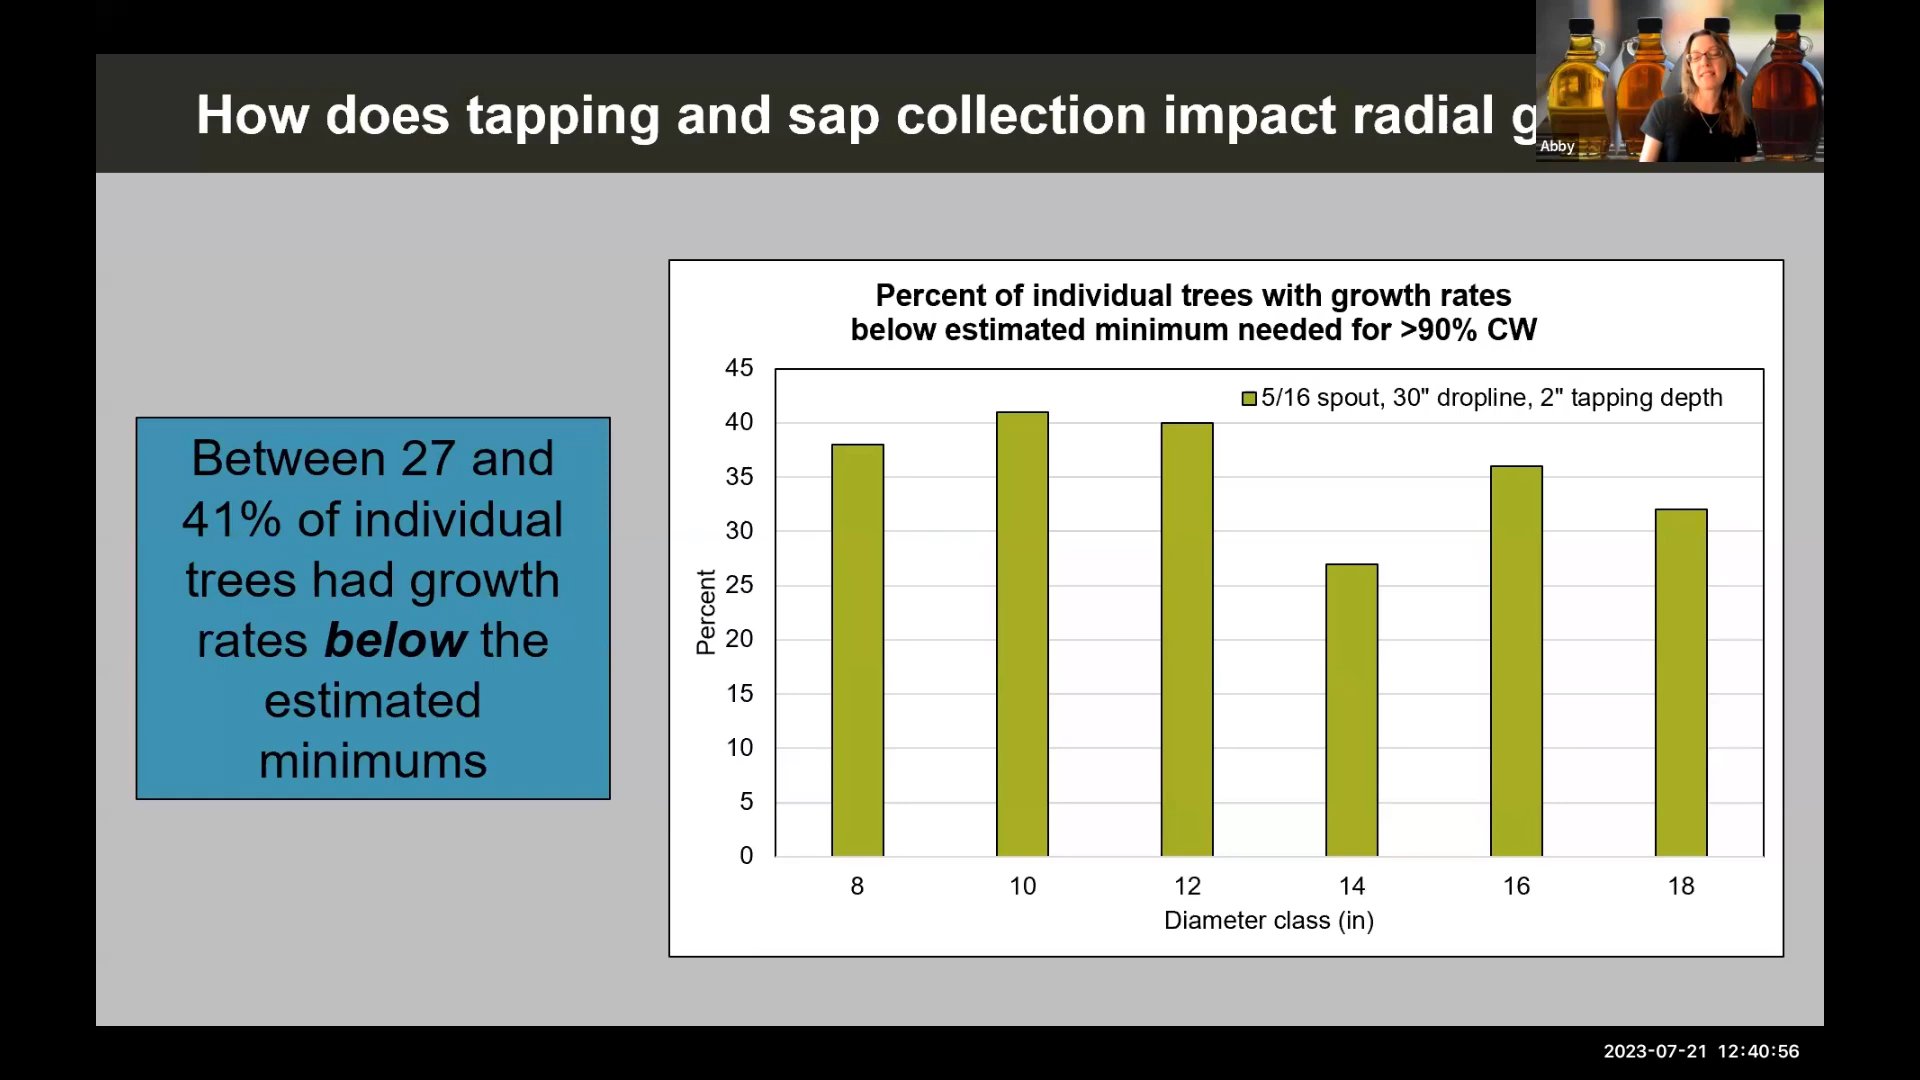 How does tapping and sap collection impact radial g
Abby
Between 27 and
41% of individual
trees had growth
rates below the
estimated
minimums
Percent of individual trees with growth rates
below estimated minimum needed for >90% CW
5/16 spout, 30" dropline, 2" tapping depth
Percent
45
40
35
30
25
20
15
10
5
0
8 10 12 14 16 18
Diameter class (in)
2023-07-21 12:40:56